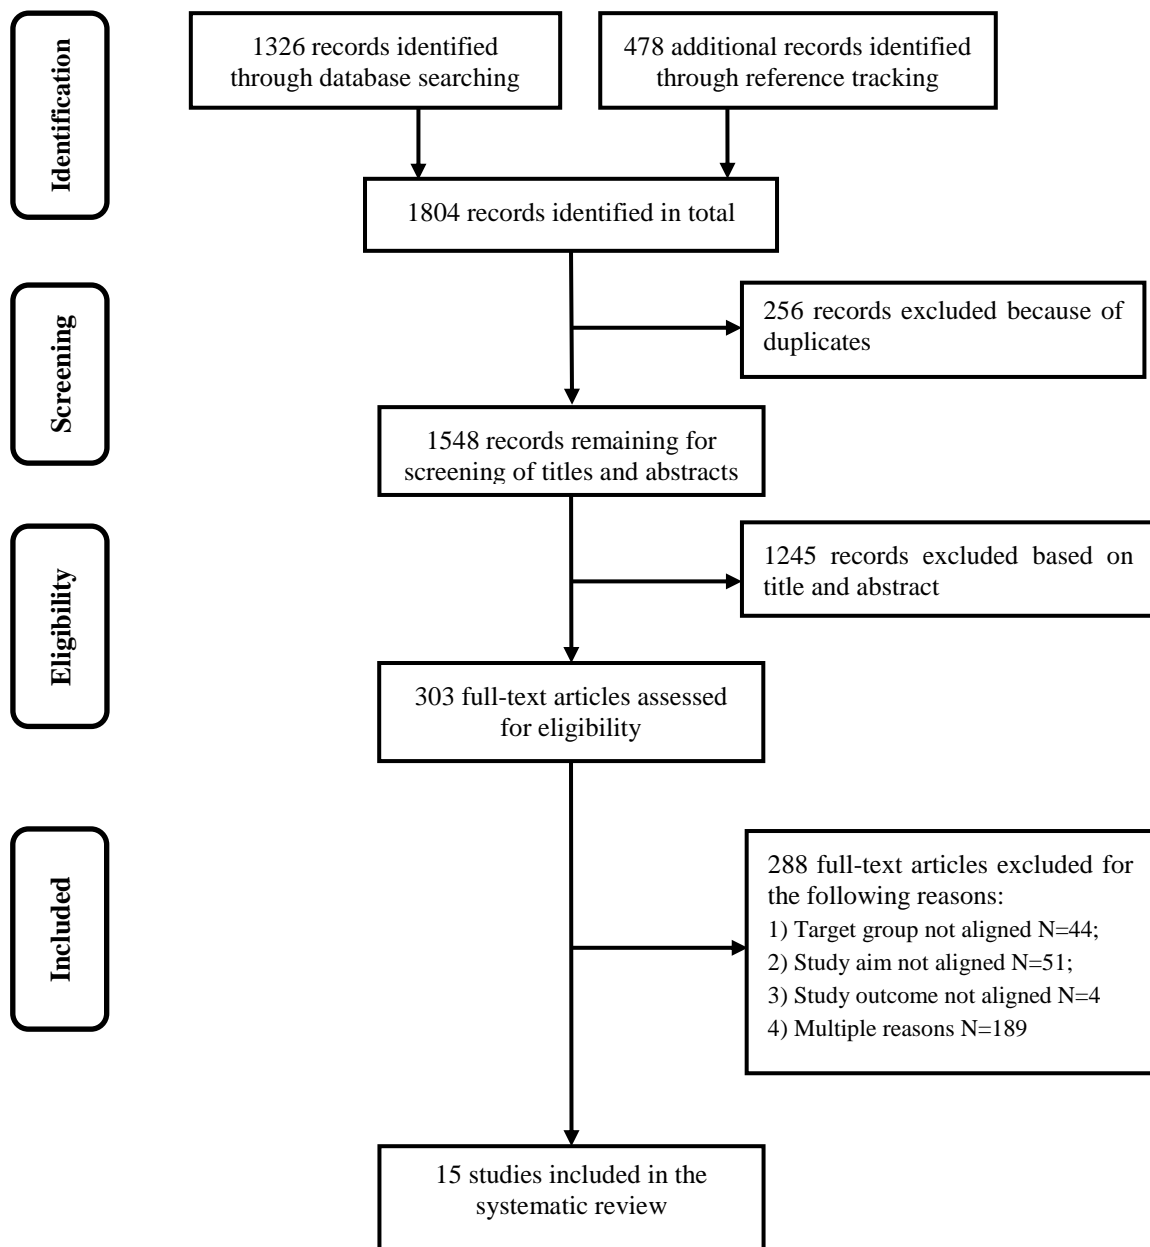 Identification
1326 records identified
through database searching
478 additional records identified
through reference tracking
1804 records identified in total
Screening
256 records excluded because of
duplicates
1548 records remaining for
screening of titles and abstracts
Eligibility
1245 records excluded based on
title and abstract
303 full-text articles assessed
for eligibility
Included
288 full-text articles excluded for
the following reasons:
1) Target group not aligned N=44;
2) Study aim not aligned N=51;
3) Study outcome not aligned N=4
4) Multiple reasons N=189
15 studies included in the
systematic review